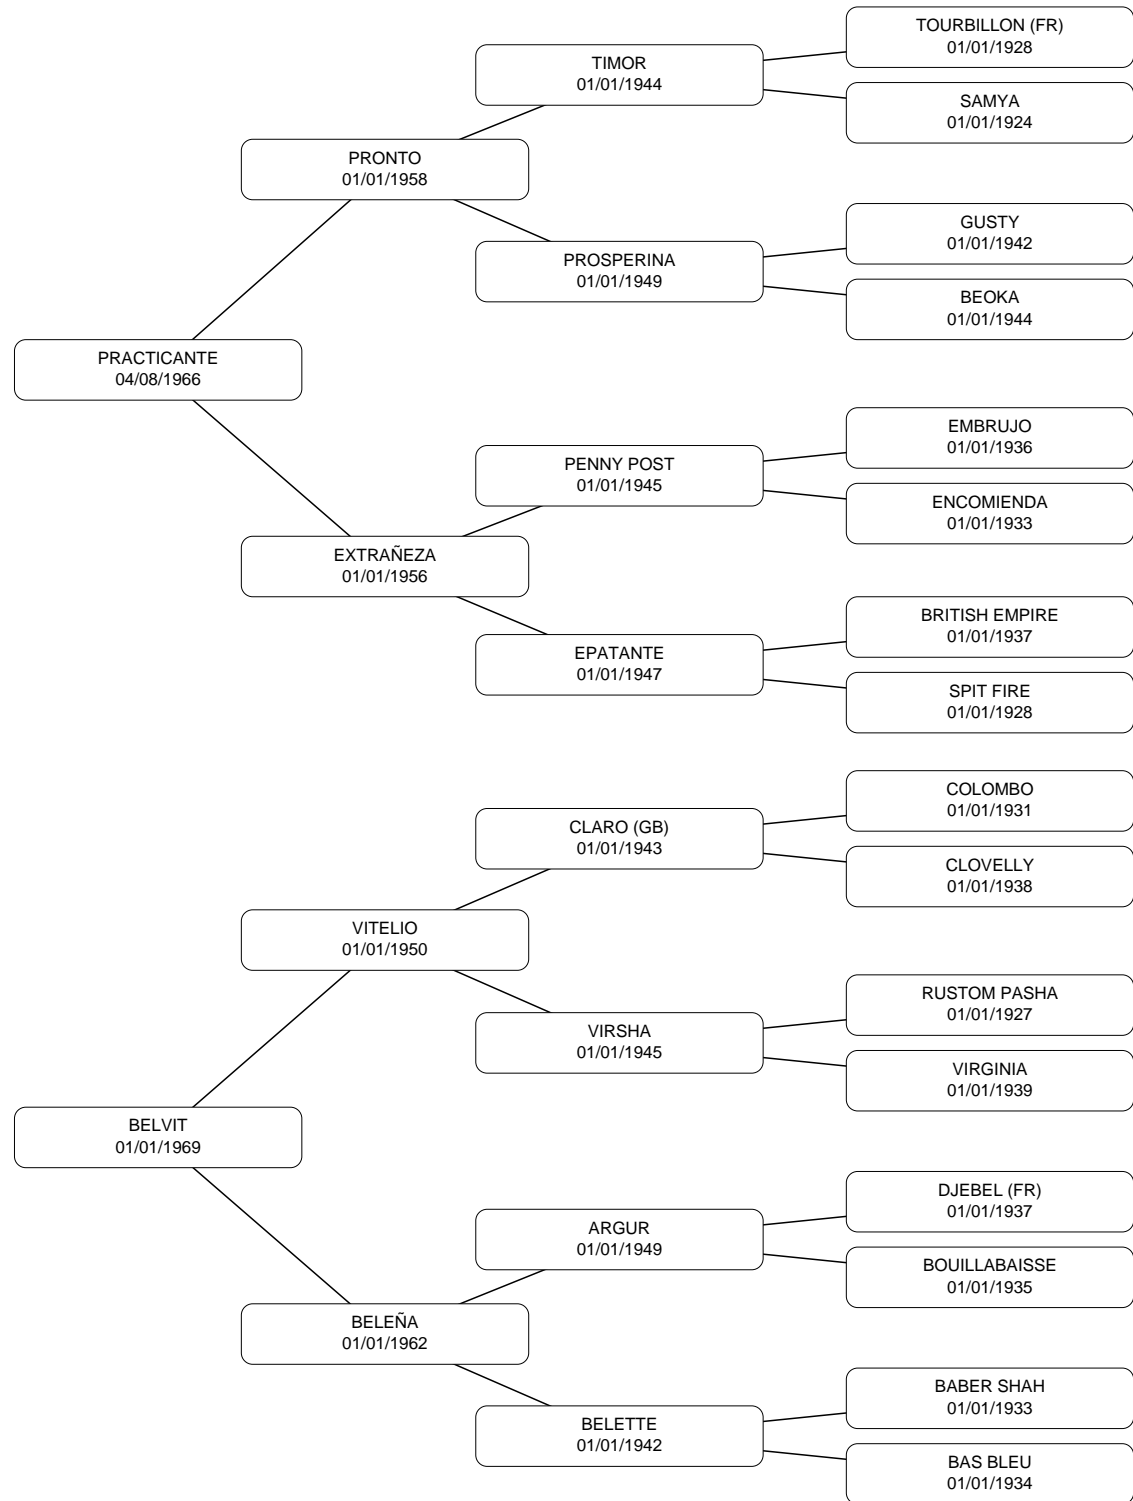 TOURBILLON (FR)
01/01/1928
TIMOR
01/01/1944
SAMYA
01/01/1924
PRONTO
01/01/1958
GUSTY
01/01/1942
PROSPERINA
01/01/1949
BEOKA
01/01/1944
PRACTICANTE
04/08/1966
EMBRUJO
01/01/1936
PENNY POST
01/01/1945
ENCOMIENDA
01/01/1933
EXTRAÑEZA
01/01/1956
BRITISH EMPIRE
01/01/1937
EPATANTE
01/01/1947
SPIT FIRE
01/01/1928
COLOMBO
01/01/1931
CLARO (GB)
01/01/1943
CLOVELLY
01/01/1938
VITELIO
01/01/1950
RUSTOM PASHA
01/01/1927
VIRSHA
01/01/1945
VIRGINIA
01/01/1939
BELVIT
01/01/1969
DJEBEL (FR)
01/01/1937
ARGUR
01/01/1949
BOUILLABAISSE
01/01/1935
BELEÑA
01/01/1962
BABER SHAH
01/01/1933
BELETTE
01/01/1942
BAS BLEU
01/01/1934